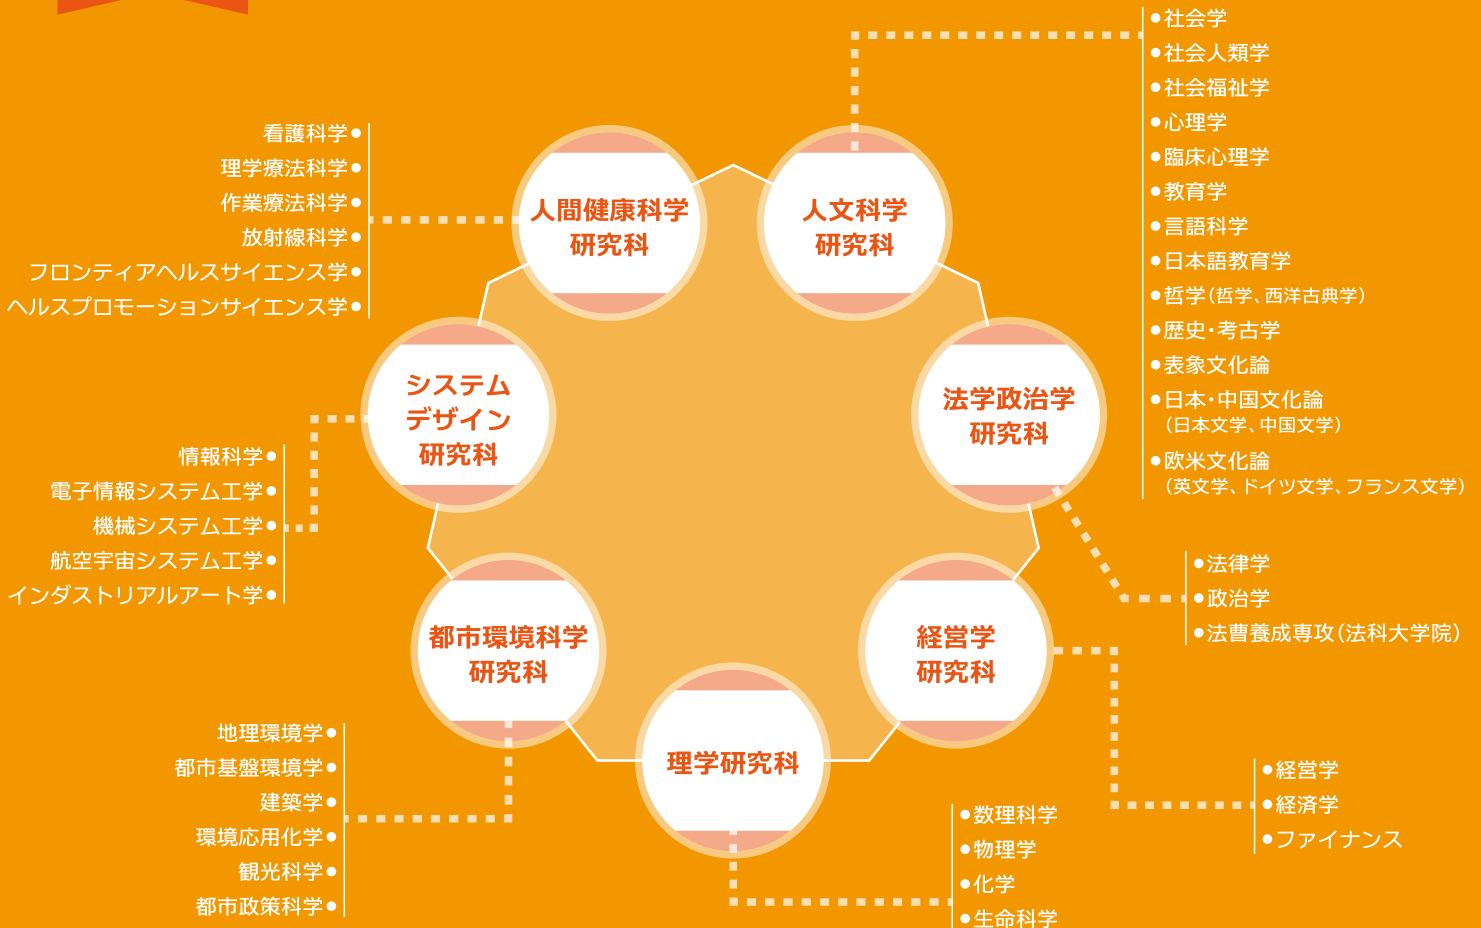 人文科学
研究科
●社会学
●社会人類学
●社会福祉学
●心理学
●臨床心理学
●教育学
●言語科学
●日本語教育学
●哲学(哲学、西洋古典学)
●歴史・考古学
●表象文化論
●日本・中国文化論
(日本文学、中国文学)
●欧米文化論
(英文学、ドイツ文学、フランス文学)
法学政治学
研究科
●法律学
●政治学
●法曹養成専攻(法科大学院)
経営学
研究科
●経営学
●経済学
●ファイナンス
理学研究科
●数理科学
●物理学
●化学
●生命科学
都市環境科学
研究科
地理環境学●
都市基盤環境学●
建築学●
環境応用化学●
観光科学●
都市政策科学●
システム
デザイン
研究科
情報科学●
電子情報システム工学●
機械システム工学●
航空宇宙システム工学●
インダストリアルアート学●
人間健康科学
研究科
看護科学●
理学療法科学●
作業療法科学●
放射線科学●
フロンティアヘルスサイエンス学●
ヘルスプロモーションサイエンス学●